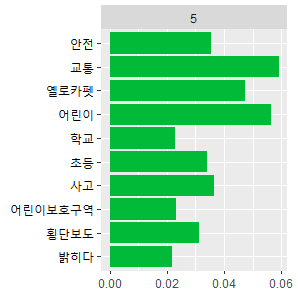 5
안전
교통
옐로카펫
어린이
학교
초등
사고
어린이보호구역
횡단보도
밝히다
0.00 0.02 0.04 0.06